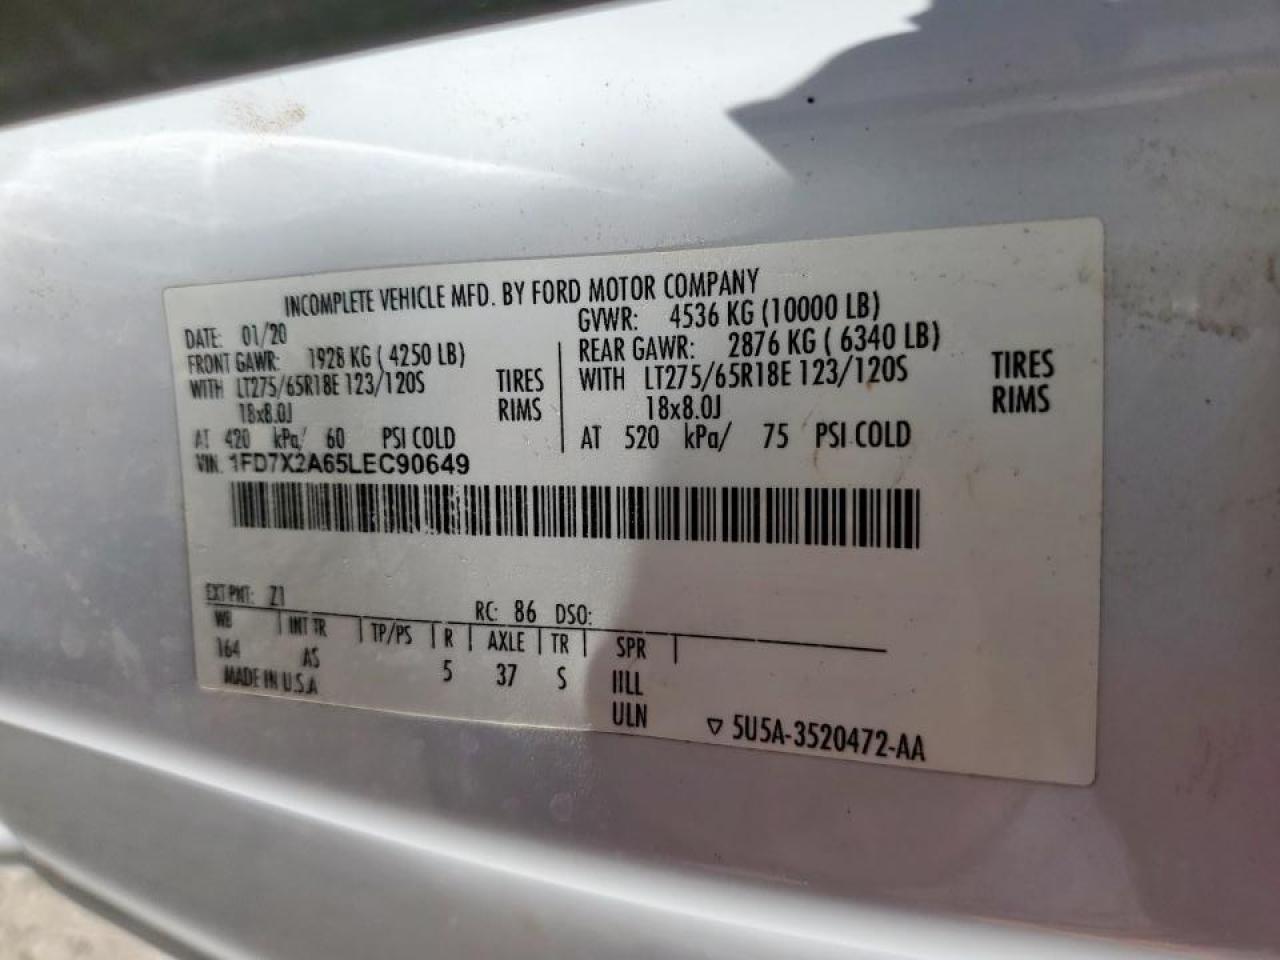 INCOMPLETE VEHICLE MFD. BY FORD MOTOR COMPANY
DATE: 01/20
GVWR: 4536 KG (10000 LB)
FRONT GAWR: 1928 KG ( 4250 LB)
WITH LT275/65R18E 123/120S TIRES
18x8.0J RIMS
AT 420 kPa/ 60 PSI COLD
REAR GAWR: 2876 KG ( 6340 LB)
WITH LT275/65R18E 123/120S TIRES
18x8.0J RIMS
AT 520 kPa/ 75 PSI COLD
VIN: 1FD7X2A65LEC90649
EXT PNT: Z1
RC: 86 DSO:
WB INT TR TP/PS R AXLE TR SPR
164 AS 5 37 S IILL
MADE IN U.S.A
ULN
▽ 5U5A-3520472-AA